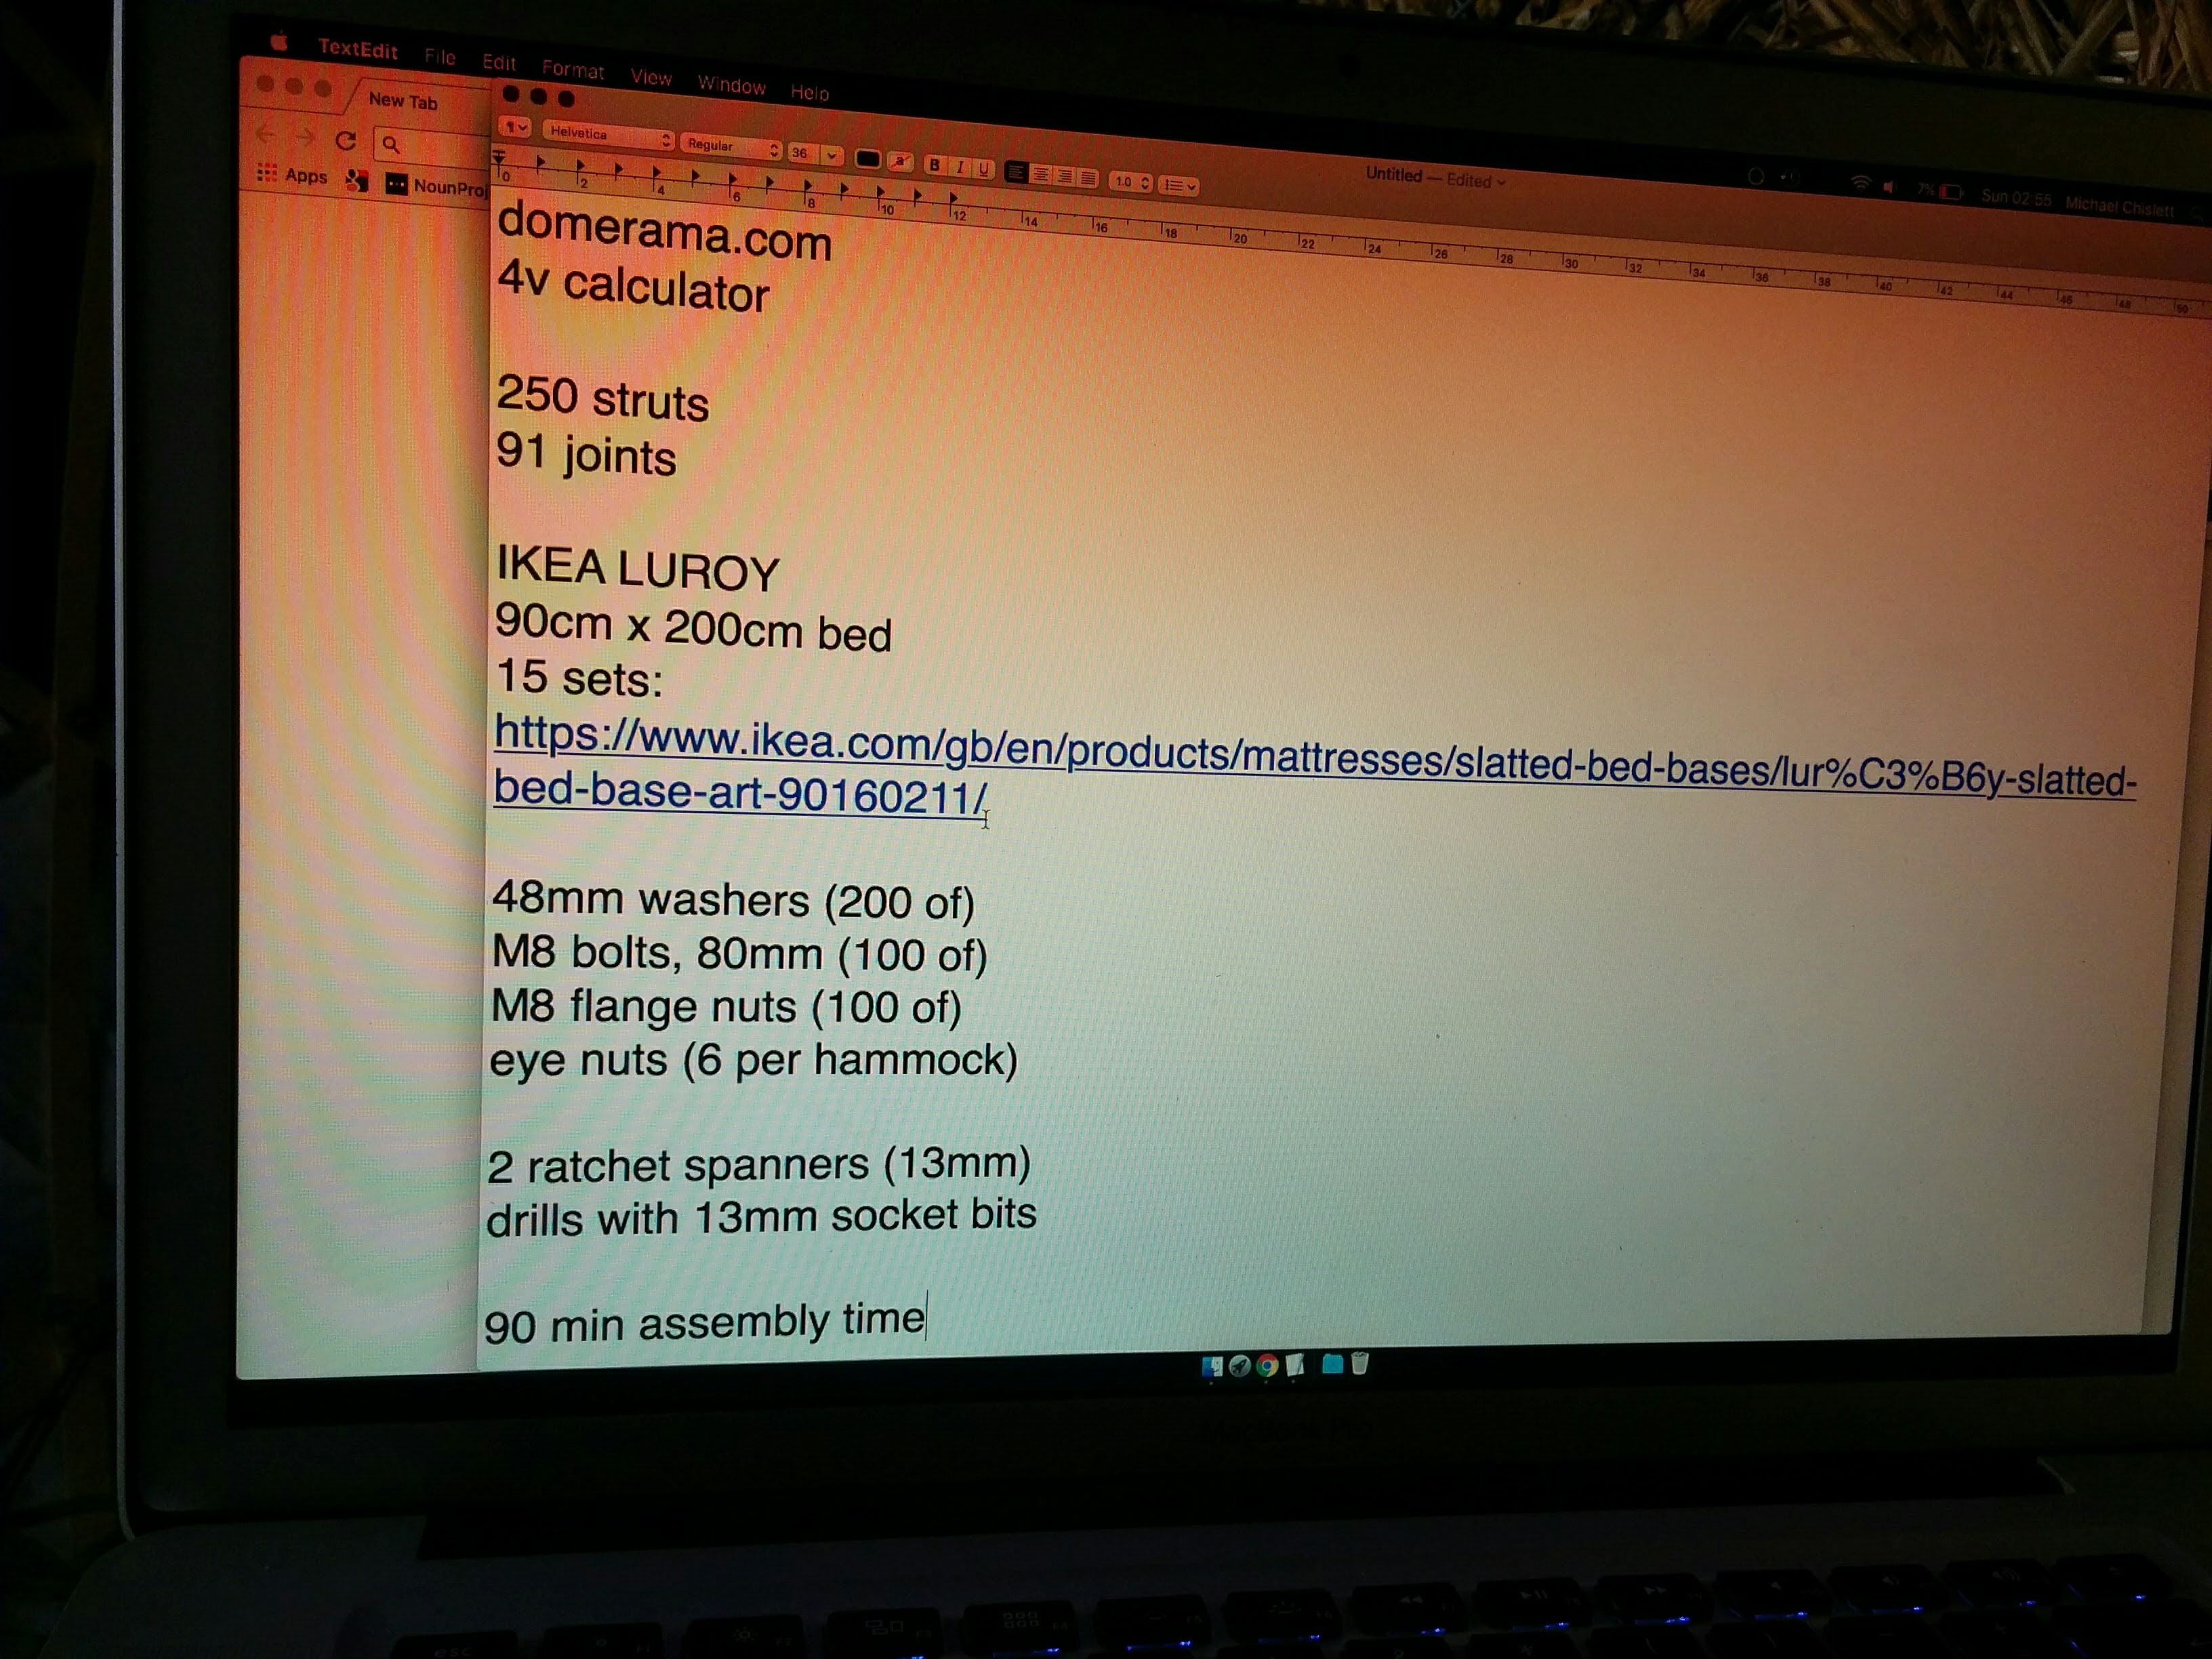 TextEdit File Edit Format View Window Help
7% Sun 02:55 Michael Chislett
New Tab
Untitled — Edited
Helvetica Regular 36 a B I U 1.0
Apps NounProj
0 2 4 6 8 10 12 14 16 18 20 22 24 26 28 30 32 34 36 38 40 42 44 46 48 50
domerama.com
4v calculator
250 struts
91 joints
IKEA LUROY
90cm x 200cm bed
15 sets:
https://www.ikea.com/gb/en/products/mattresses/slatted-bed-bases/lur%C3%B6y-slatted-
bed-base-art-90160211/
48mm washers (200 of)
M8 bolts, 80mm (100 of)
M8 flange nuts (100 of)
eye nuts (6 per hammock)
2 ratchet spanners (13mm)
drills with 13mm socket bits
90 min assembly time
MacBook Pro
esc